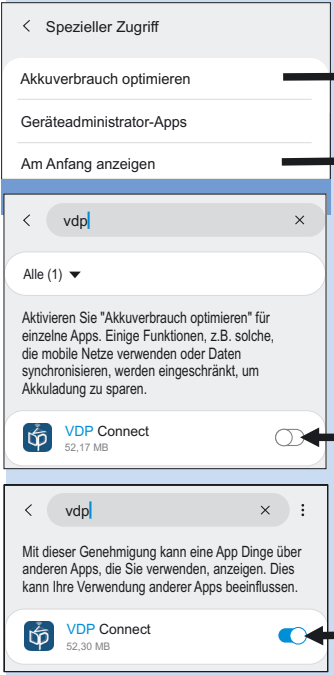 Spezieller Zugriff
Akkuverbrauch optimieren
Geräteadministrator-Apps
Am Anfang anzeigen
vdp
Alle (1)
Aktivieren Sie "Akkuverbrauch optimieren" für
einzelne Apps. Einige Funktionen, z.B. solche,
die mobile Netze verwenden oder Daten
synchronisieren, werden eingeschränkt, um
Akkuladung zu sparen.
VDP Connect
52,17 MB
vdp
Mit dieser Genehmigung kann eine App Dinge über
anderen Apps, die Sie verwenden, anzeigen. Dies
kann Ihre Verwendung anderer Apps beeinflussen.
VDP Connect
52,30 MB